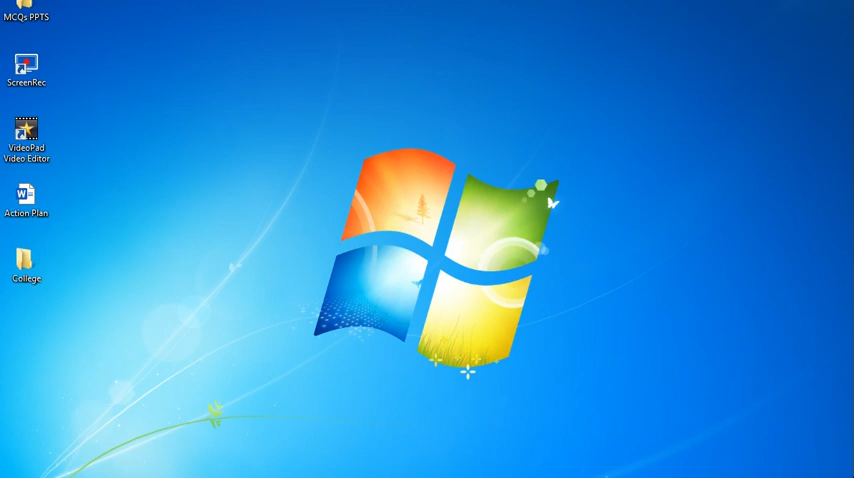 MCQs PPTS
ScreenRec
VideoPad
Video Editor
Action Plan
College